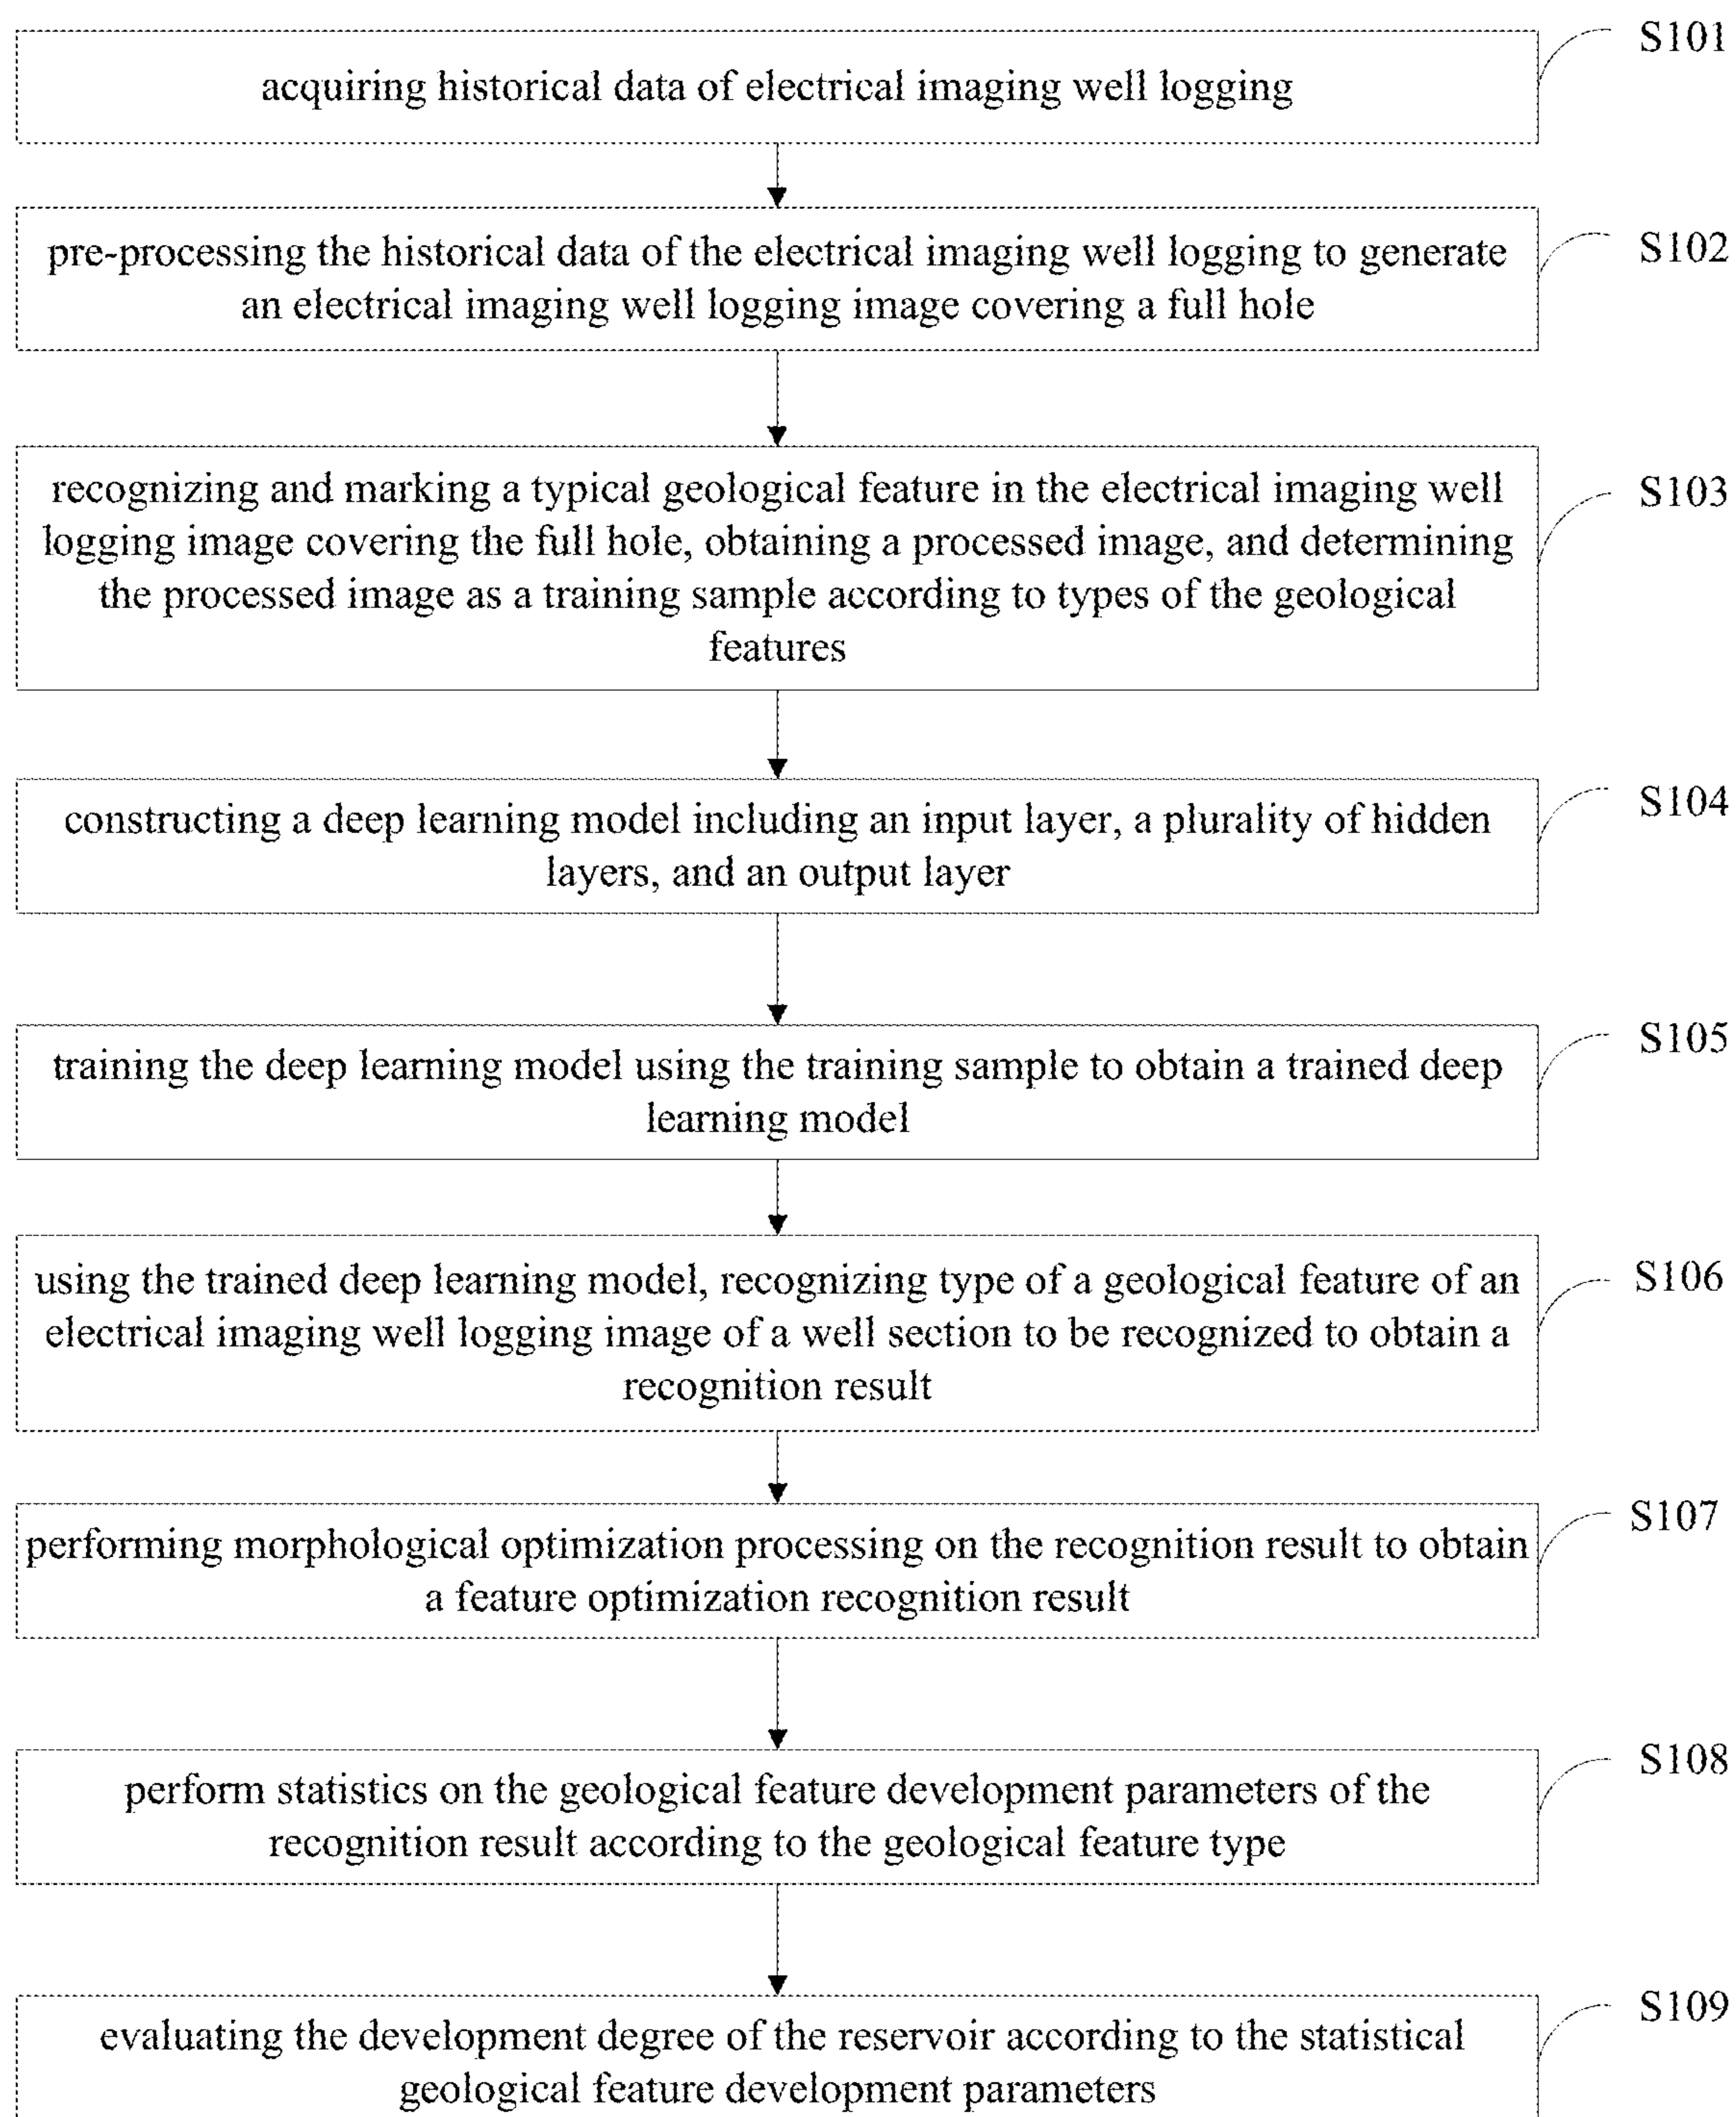 S101
acquiring historical data of electrical imaging well logging
S102
pre-processing the historical data of the electrical imaging well logging to generate
an electrical imaging well logging image covering a full hole
S103
recognizing and marking a typical geological feature in the electrical imaging well
logging image covering the full hole, obtaining a processed image, and determining
the processed image as a training sample according to types of the geological
features
S104
constructing a deep learning model including an input layer, a plurality of hidden
layers, and an output layer
S105
training the deep learning model using the training sample to obtain a trained deep
learning model
S106
using the trained deep learning model, recognizing type of a geological feature of an
electrical imaging well logging image of a well section to be recognized to obtain a
recognition result
S107
performing morphological optimization processing on the recognition result to obtain
a feature optimization recognition result
S108
perform statistics on the geological feature development parameters of the
recognition result according to the geological feature type
S109
evaluating the development degree of the reservoir according to the statistical
geological feature development parameters